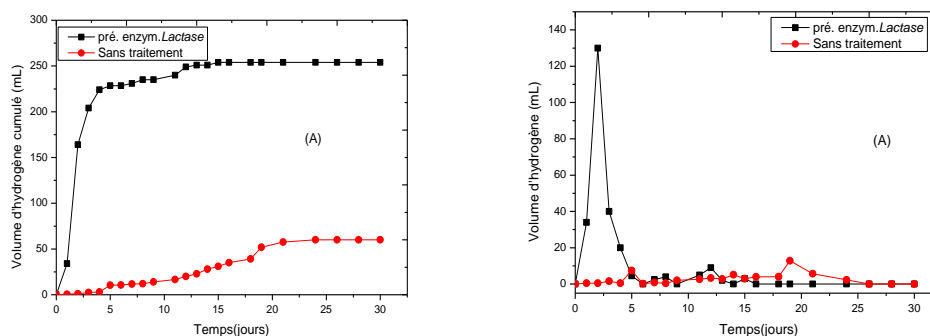 300
250
200
150
100
50
0
Volume d'hydrogène cumulé (mL)
pré. enzym.Lactase
Sans traitement
(A)
0 5 10 15 20 25 30
Temps(jours)
140
120
100
80
60
40
20
0
Volume d'hydrogène (mL)
pré. enzym.Lactase
Sans traitement
(A)
0 5 10 15 20 25 30
Temps(jours)